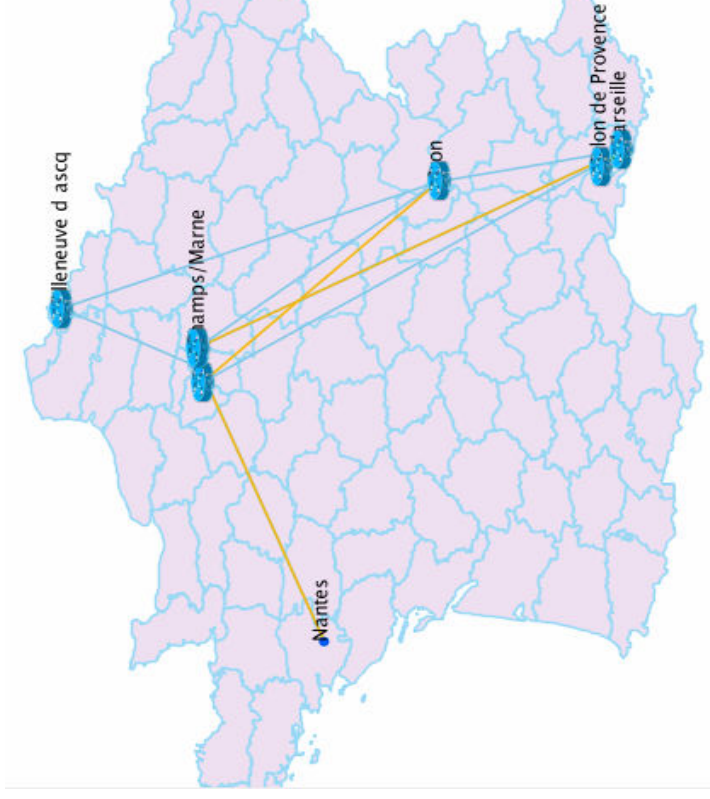 lleneuve d ascq
amps/Marne
on
lon de Provence
arseille
Nantes